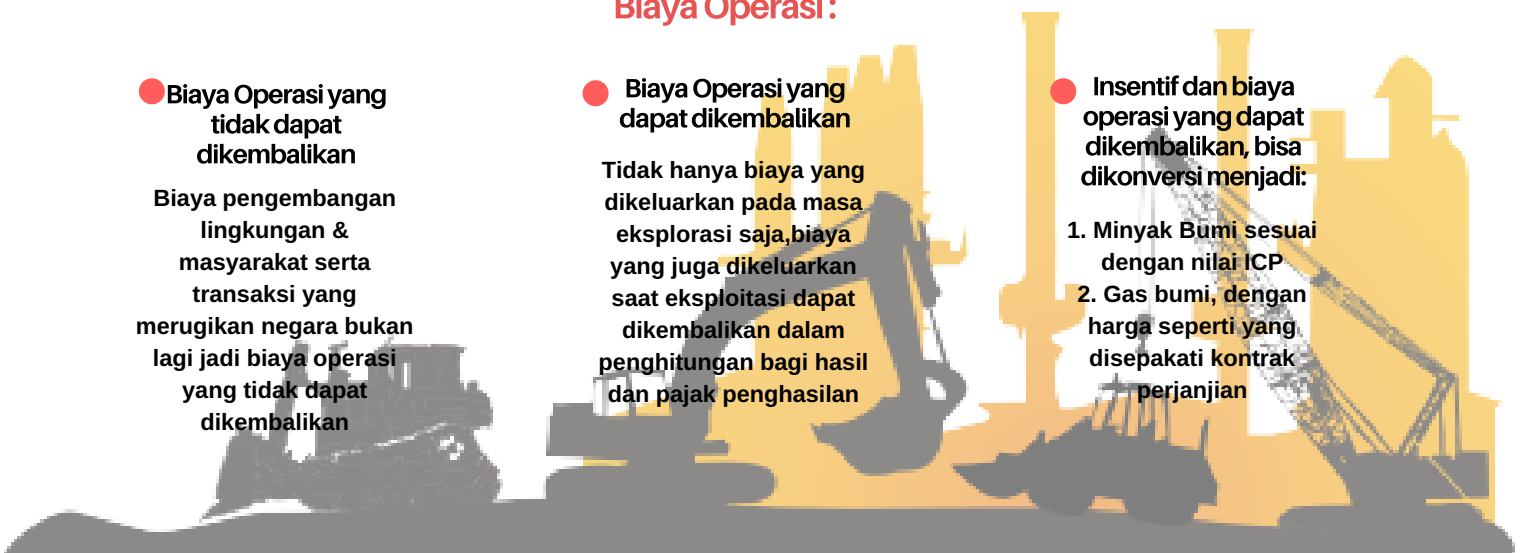 Biaya Operasi :
Biaya Operasi yang
tidak dapat
dikembalikan
Biaya pengembangan
lingkungan &
masyarakat serta
transaksi yang
merugikan negara bukan
lagi jadi biaya operasi
yang tidak dapat
dikembalikan
Biaya Operasi yang
dapat dikembalikan
Tidak hanya biaya yang
dikeluarkan pada masa
eksplorasi saja,biaya
yang juga dikeluarkan
saat eksploitasi dapat
dikembalikan dalam
penghitungan bagi hasil
dan pajak penghasilan
Insentif dan biaya
operasi yang dapat
dikembalikan, bisa
dikonversi menjadi:
1. Minyak Bumi sesuai
dengan nilai ICP
2. Gas bumi, dengan
harga seperti yang
disepakati kontrak
perjanjian